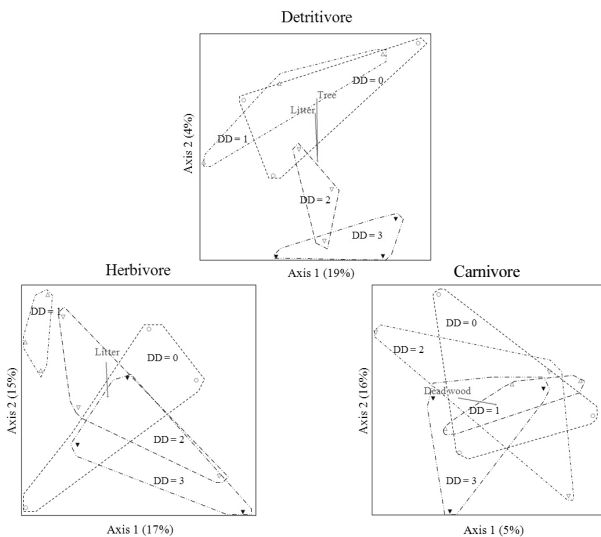 Detritivore
DD = 0
Tree
Litter
DD = 1
DD = 2
DD = 3
Axis 2 (4%)
Axis 1 (19%)
Herbivore
DD = 1
Litter
DD = 0
DD = 2
DD = 3
Axis 2 (15%)
Axis 1 (17%)
Carnivore
DD = 0
DD = 2
Deadwood
DD = 1
DD = 3
Axis 2 (16%)
Axis 1 (5%)